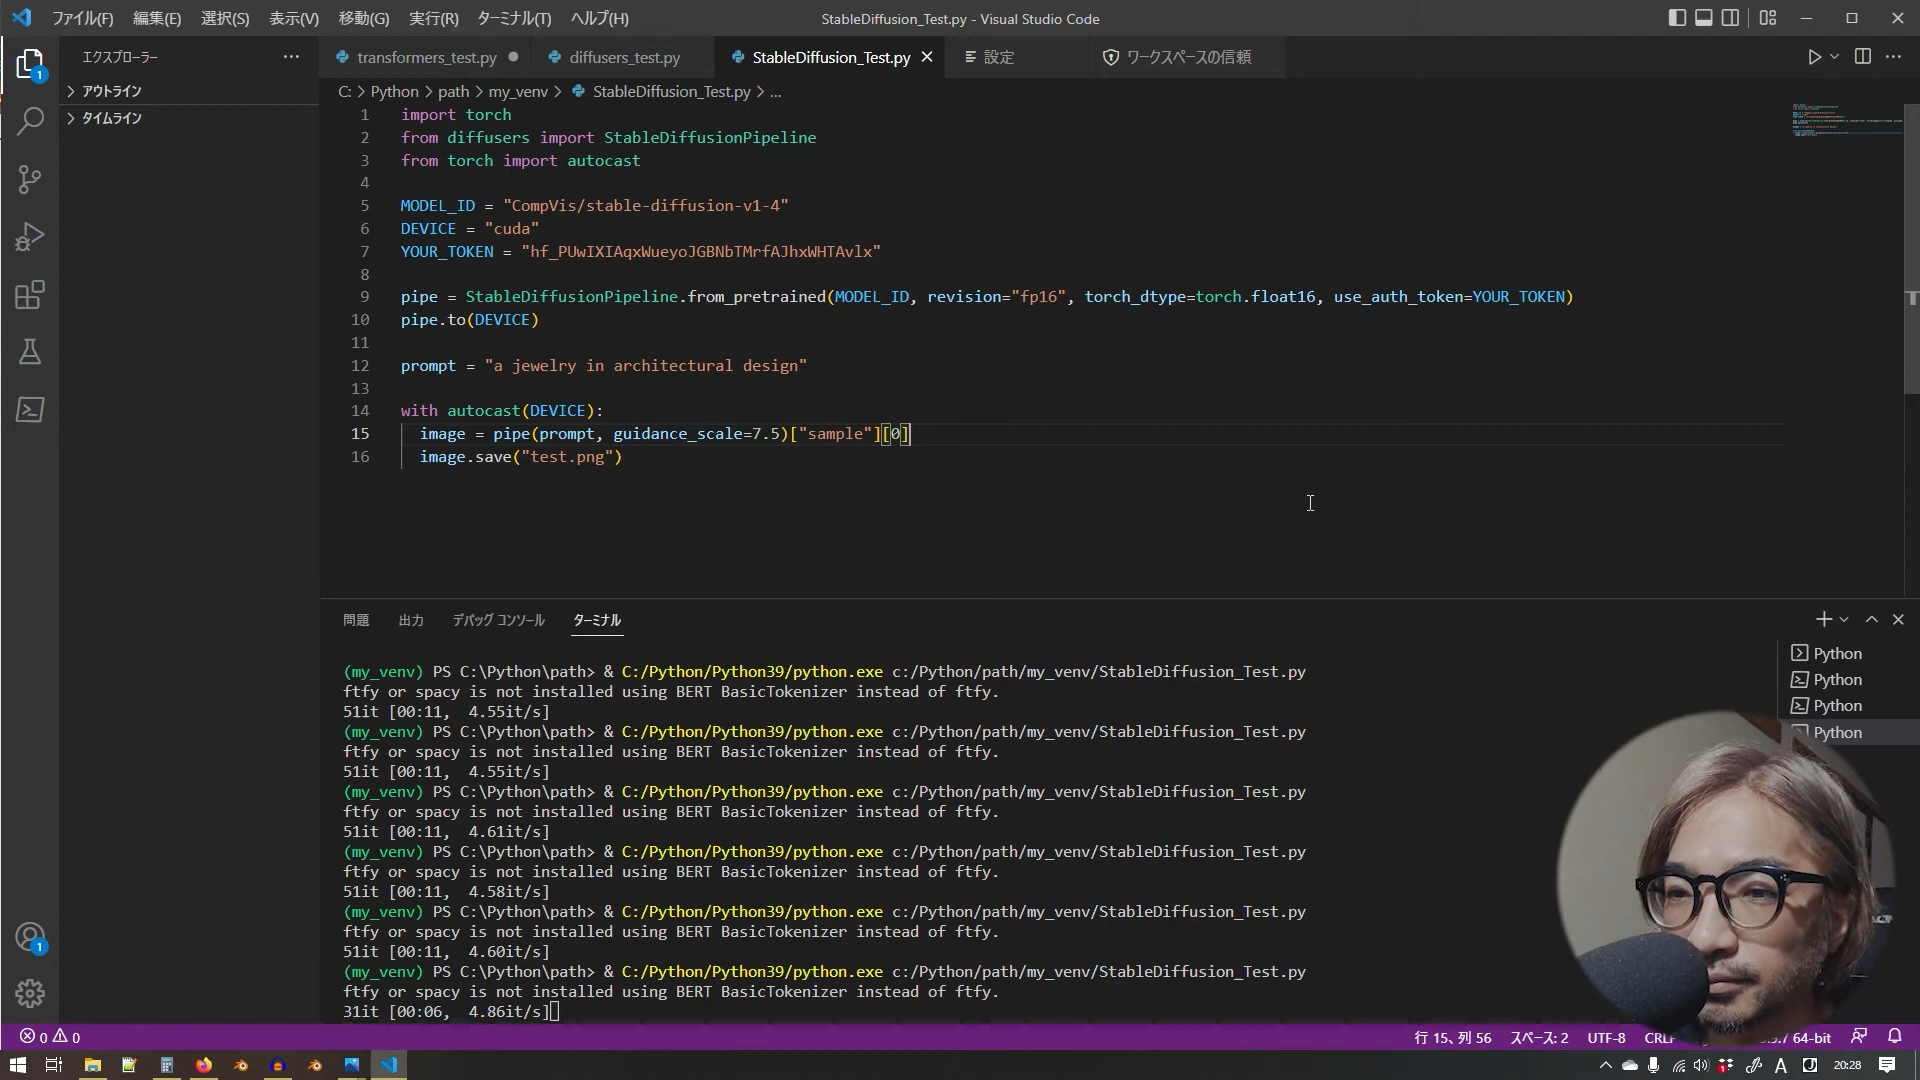 ファイル(F) 編集(E) 選択(S) 表示(V) 移動(G) 実行(R) ターミナル(T) ヘルプ(H) StableDiffusion_Test.py - Visual Studio Code
エクスプローラー ...
transformers_test.py diffusers_test.py StableDiffusion_Test.py 設定 ワークスペースの信頼
アウトライン
タイムライン
C: > Python > path > my_venv > StableDiffusion_Test.py > ...
1 import torch
2 from diffusers import StableDiffusionPipeline
3 from torch import autocast
4
5 MODEL_ID = "CompVis/stable-diffusion-v1-4"
6 DEVICE = "cuda"
7 YOUR_TOKEN = "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"
8
9 pipe = StableDiffusionPipeline.from_pretrained(MODEL_ID, revision="fp16", torch_dtype=torch.float16, use_auth_token=YOUR_TOKEN)
10 pipe.to(DEVICE)
11
12 prompt = "a jewelry in architectural design"
13
14 with autocast(DEVICE):
15 image = pipe(prompt, guidance_scale=7.5)["sample"][0]
16 image.save("test.png")
問題 出力 デバッグ コンソール ターミナル
(my_venv) PS C:\Python\path> & C:/Python/Python39/python.exe c:/Python/path/my_venv/StableDiffusion_Test.py
ftfy or spacy is not installed using BERT BasicTokenizer instead of ftfy.
51it [00:11, 4.55it/s]
(my_venv) PS C:\Python\path> & C:/Python/Python39/python.exe c:/Python/path/my_venv/StableDiffusion_Test.py
ftfy or spacy is not installed using BERT BasicTokenizer instead of ftfy.
51it [00:11, 4.55it/s]
(my_venv) PS C:\Python\path> & C:/Python/Python39/python.exe c:/Python/path/my_venv/StableDiffusion_Test.py
ftfy or spacy is not installed using BERT BasicTokenizer instead of ftfy.
51it [00:11, 4.61it/s]
(my_venv) PS C:\Python\path> & C:/Python/Python39/python.exe c:/Python/path/my_venv/StableDiffusion_Test.py
ftfy or spacy is not installed using BERT BasicTokenizer instead of ftfy.
51it [00:11, 4.58it/s]
(my_venv) PS C:\Python\path> & C:/Python/Python39/python.exe c:/Python/path/my_venv/StableDiffusion_Test.py
ftfy or spacy is not installed using BERT BasicTokenizer instead of ftfy.
51it [00:11, 4.60it/s]
(my_venv) PS C:\Python\path> & C:/Python/Python39/python.exe c:/Python/path/my_venv/StableDiffusion_Test.py
ftfy or spacy is not installed using BERT BasicTokenizer instead of ftfy.
31it [00:06, 4.86it/s]
Python
Python
Python
Python
1
1
0 0 行 15、列 56 スペース: 2 UTF-8 64-bit
A 20:28